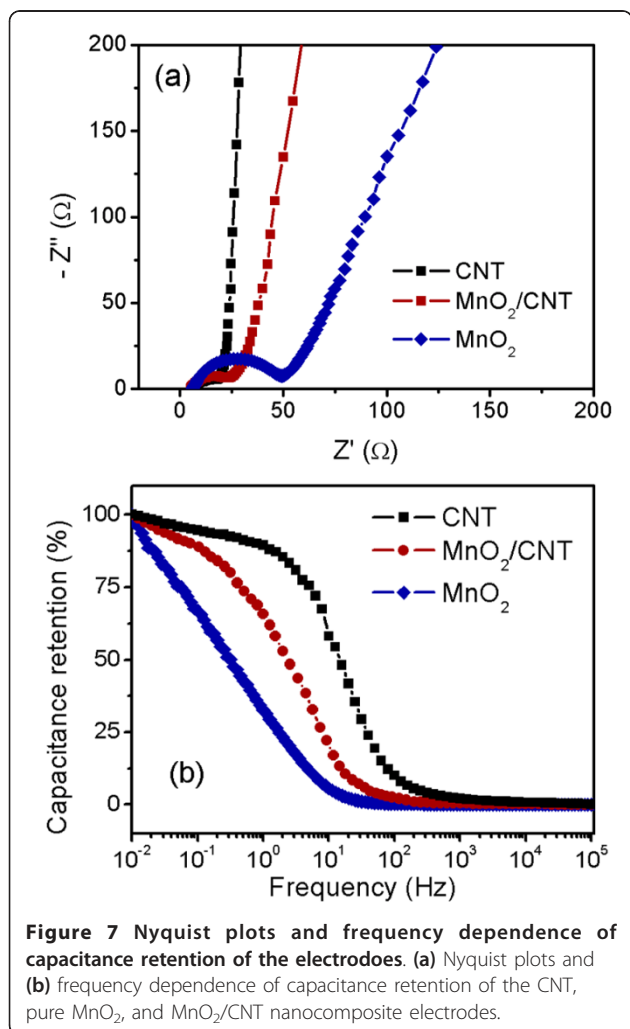 (a)
200
150
100
50
0
- Z'' (Ω)
CNT
MnO₂/CNT
MnO₂
0 50 100 150 200
Z' (Ω)
100
75
50
25
0
Capacitance retention (%)
CNT
MnO₂/CNT
MnO₂
(b)
10⁻² 10⁻¹ 10⁰ 10¹ 10² 10³ 10⁴ 10⁵
Frequency (Hz)
Figure 7 Nyquist plots and frequency dependence of
capacitance retention of the electrodoes. (a) Nyquist plots and
(b) frequency dependence of capacitance retention of the CNT,
pure MnO₂, and MnO₂/CNT nanocomposite electrodes.